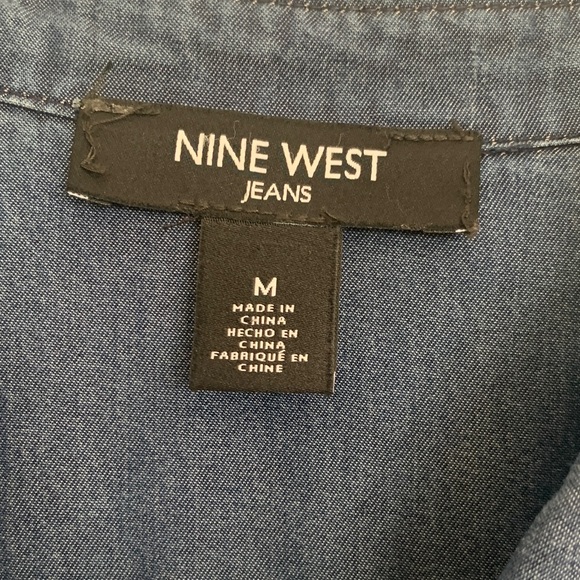 NINE WEST
JEANS
M
MADE IN
CHINA
HECHO EN
CHINA
FABRIQUÉ EN
CHINE